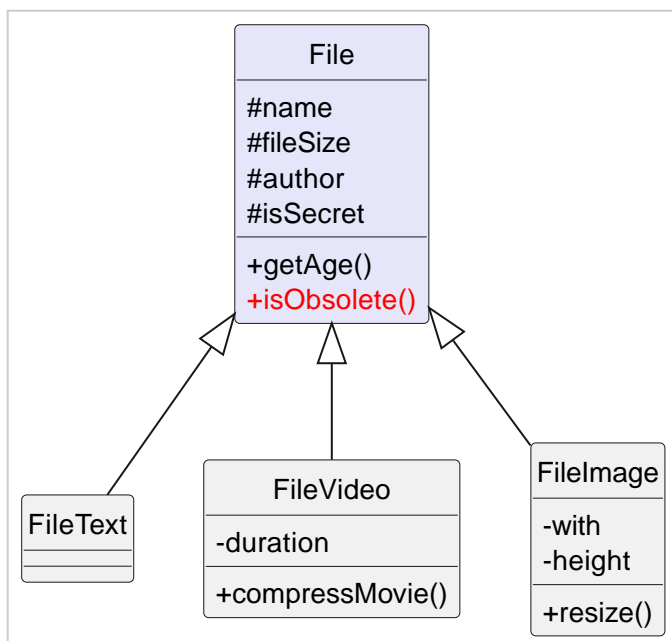 File
#name
#fileSize
#author
#isSecret
+getAge()
+isObsolete()
FileText
FileVideo
-duration
+compressMovie()
FileImage
-with
-height
+resize()